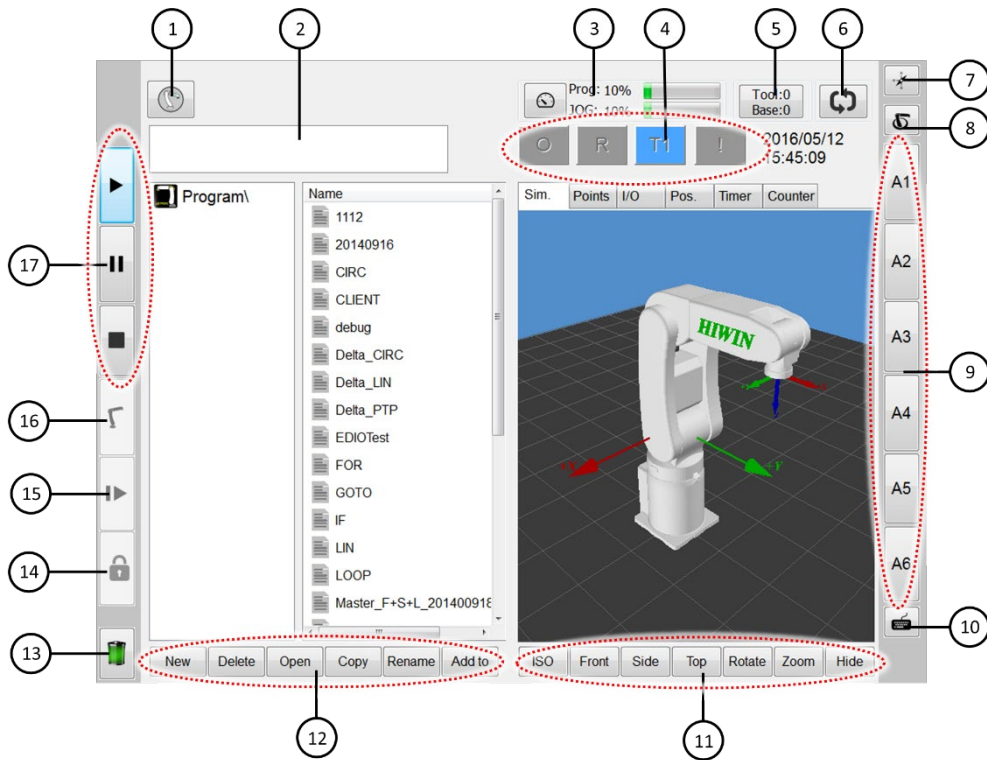 1
2
3
4
5
6
7
8
9
10
11
12
13
14
15
16
17
Prog: 10%
JOG: 10%
Tool:0
Base:0
O R T1 !
2016/05/12
15:45:09
Program\
Name
1112
20140916
CIRC
CLIENT
debug
Delta_CIRC
Delta_LIN
Delta_PTP
EDIOTest
FOR
GOTO
IF
LIN
LOOP
Master_F+S+L_201400918
Sim. Points I/O Pos. Timer Counter
HIWIN
+X
+Y
A1
A2
A3
A4
A5
A6
New Delete Open Copy Rename Add to
ISO Front Side Top Rotate Zoom Hide